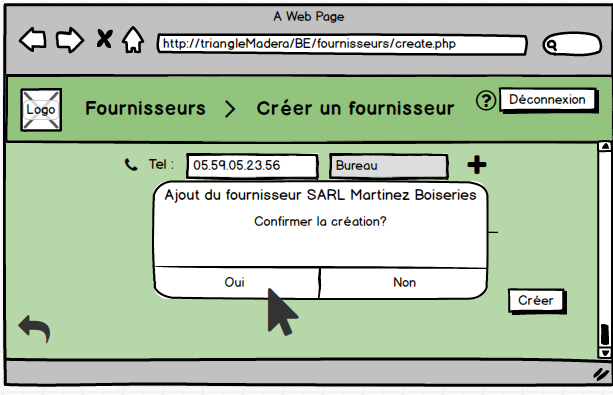 A Web Page
http://triangleMadera/BE/fournisseurs/create.php
Logo
Fournisseurs > Créer un fournisseur
?
Déconnexion
Tel : 05.59.05.23.56 Bureau
Ajout du fournisseur SARL Martinez Boiseries
Confirmer la création?
Oui Non
Créer